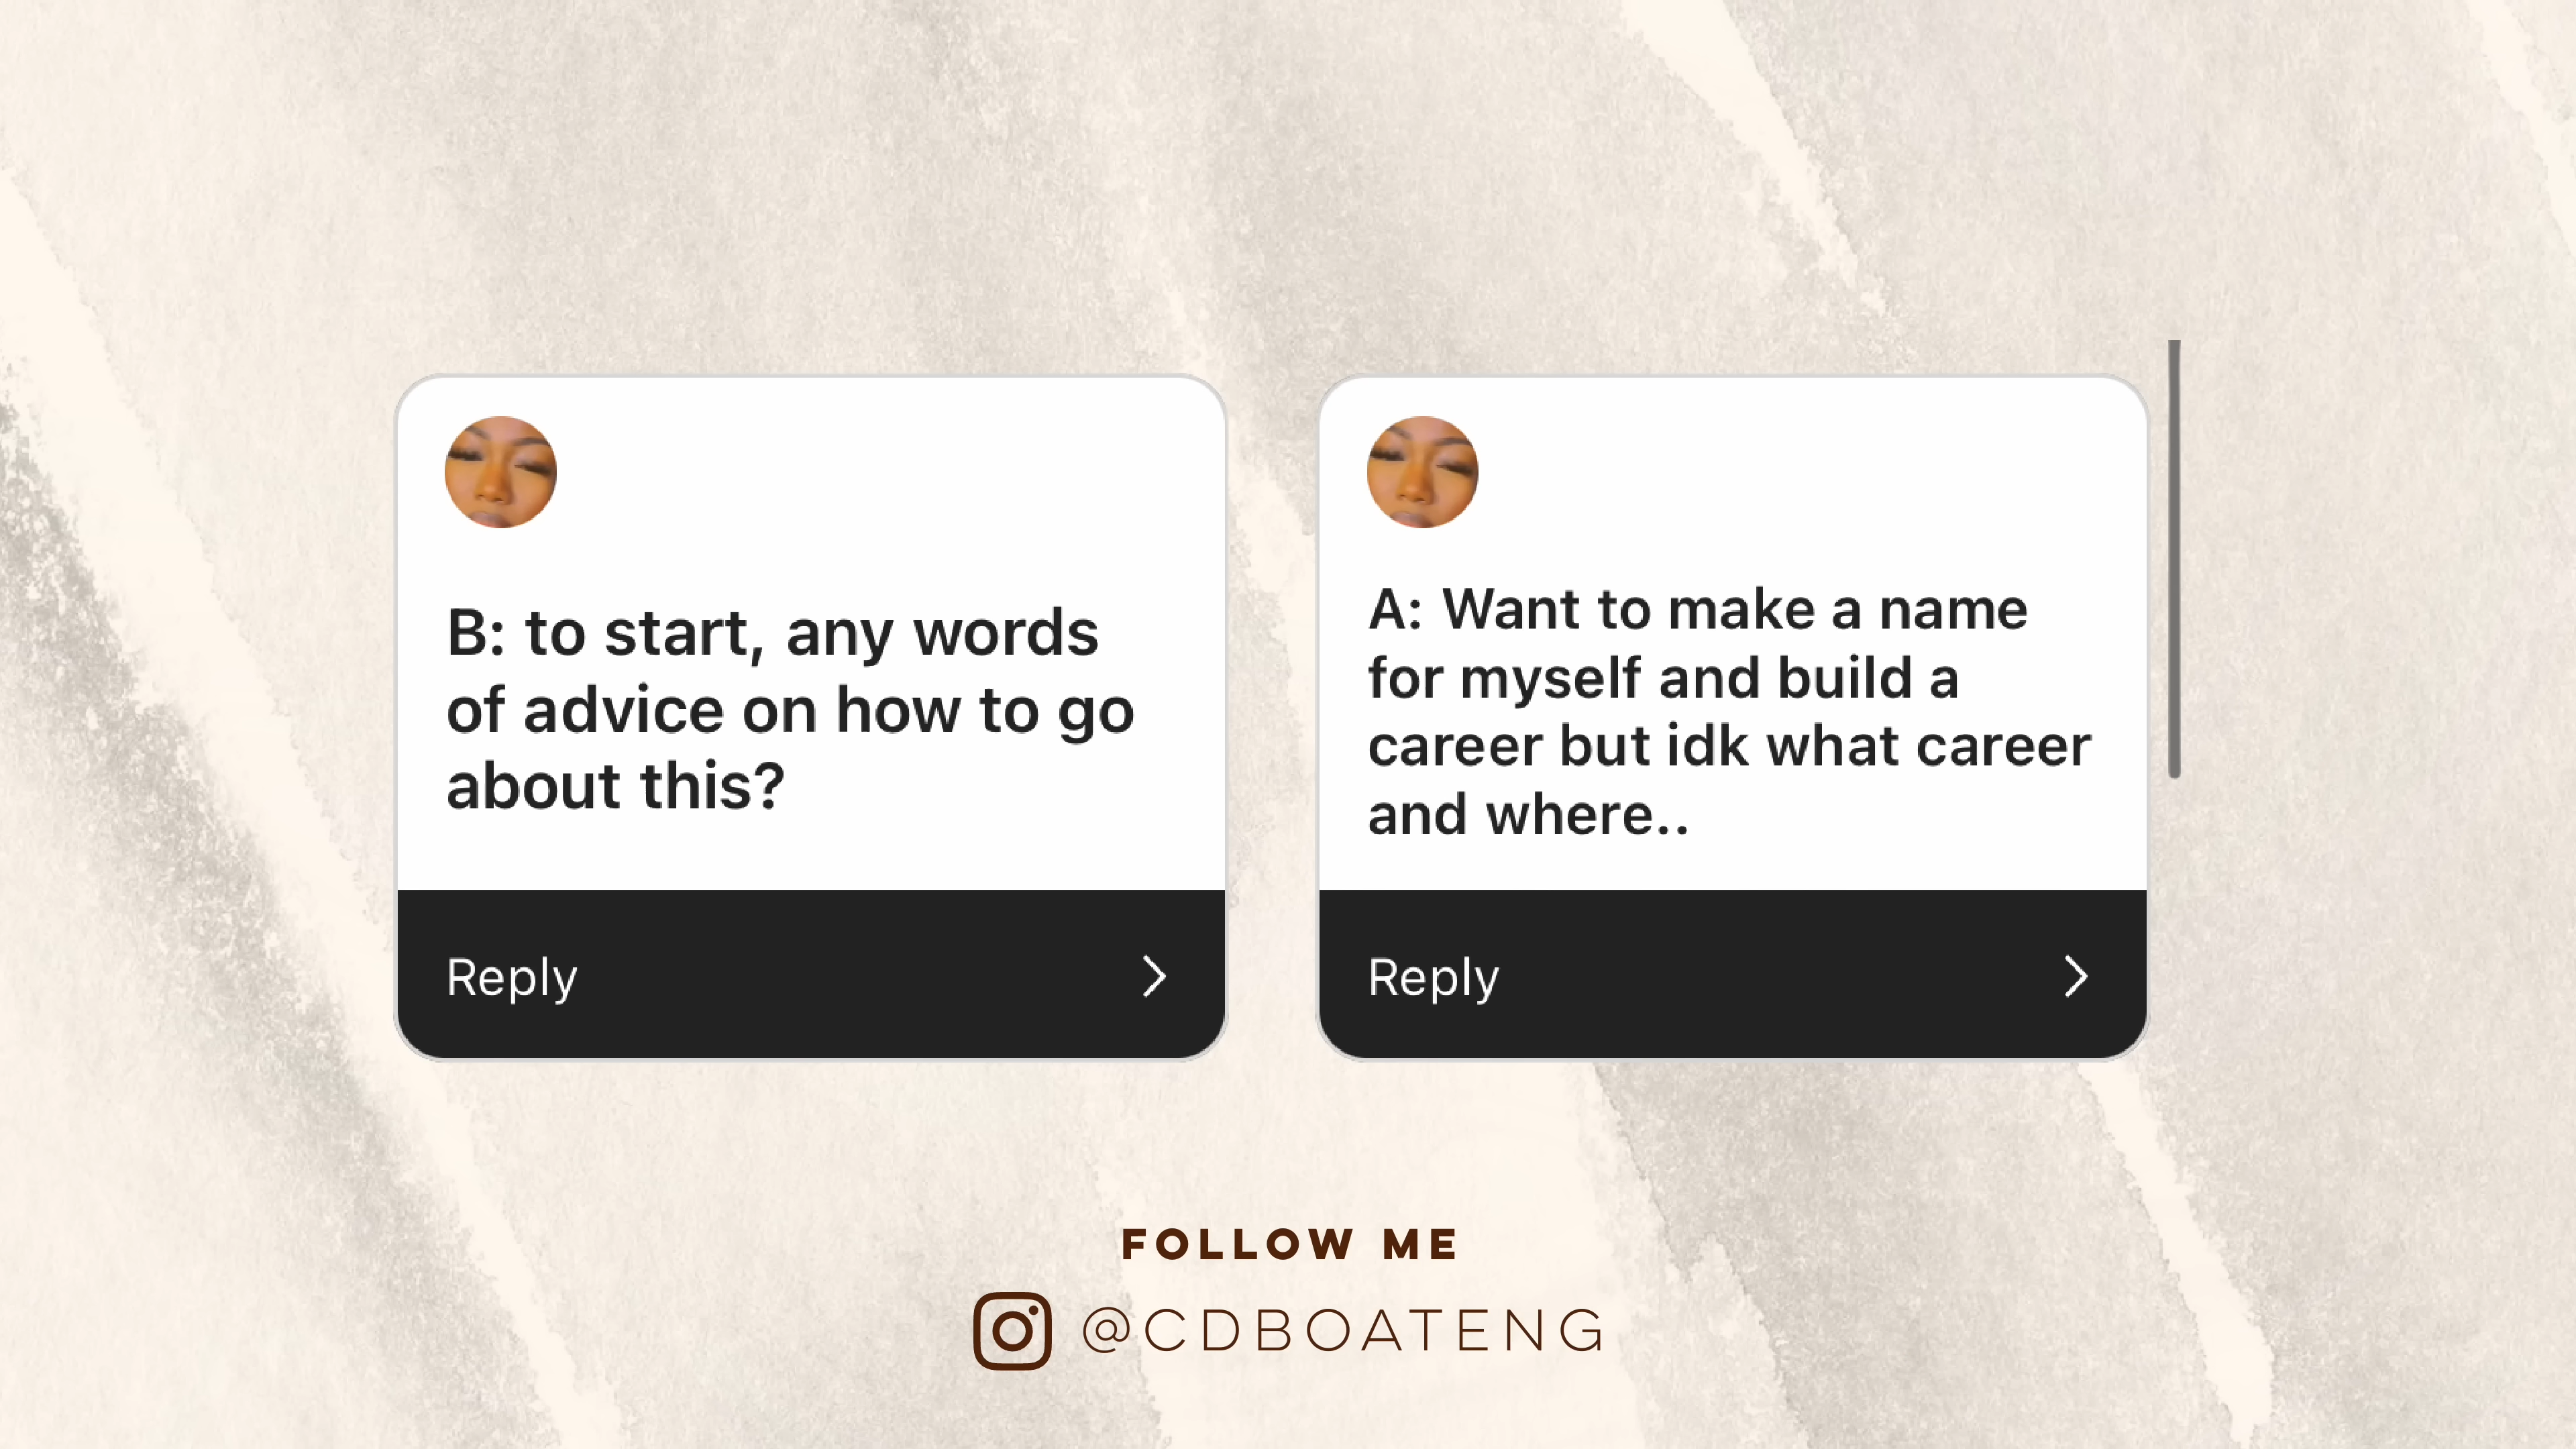 B: to start, any words
of advice on how to go
about this?
Reply
A: Want to make a name
for myself and build a
career but idk what career
and where..
Reply
FOLLOW ME
@CDBOATENG